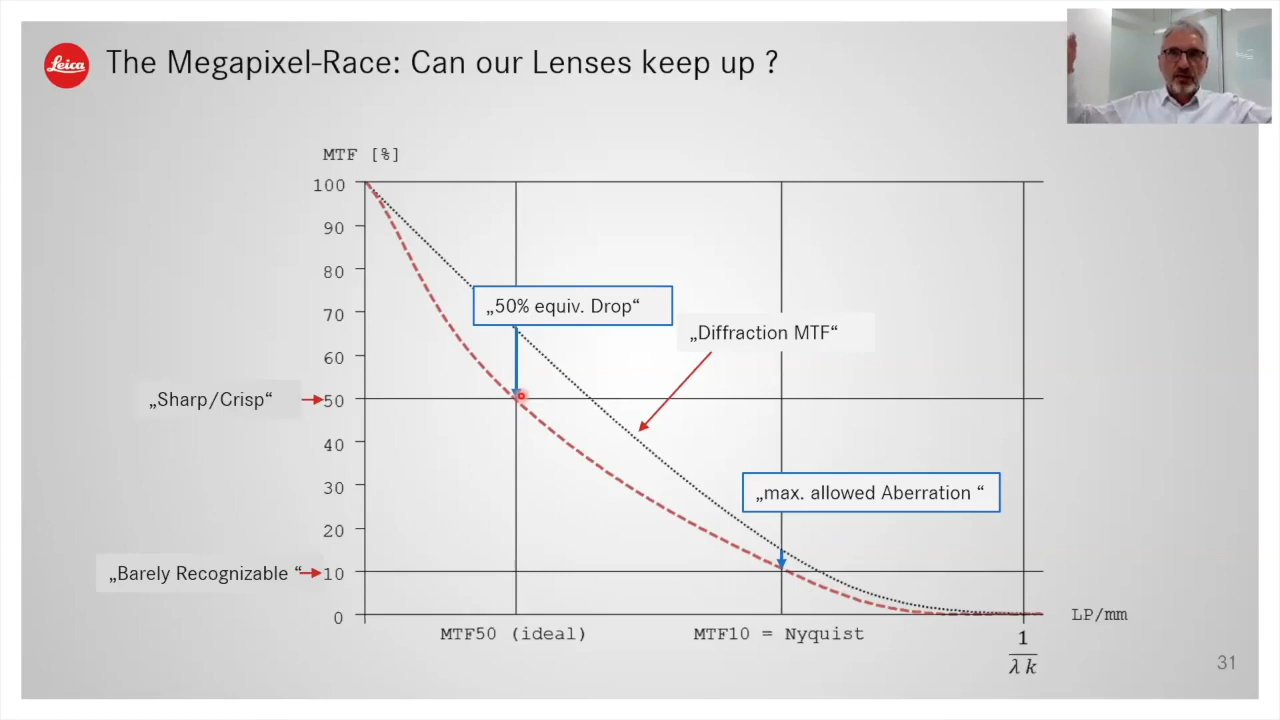 Leica
The Megapixel-Race: Can our Lenses keep up ?
MTF [%]
100
90
80
70
60
50
40
30
20
10
0
„50% equiv. Drop“
„Diffraction MTF“
„Sharp/Crisp“
„max. allowed Aberration “
„Barely Recognizable “
LP/mm
MTF50 (ideal)
MTF10 = Nyquist
1
λ k
31